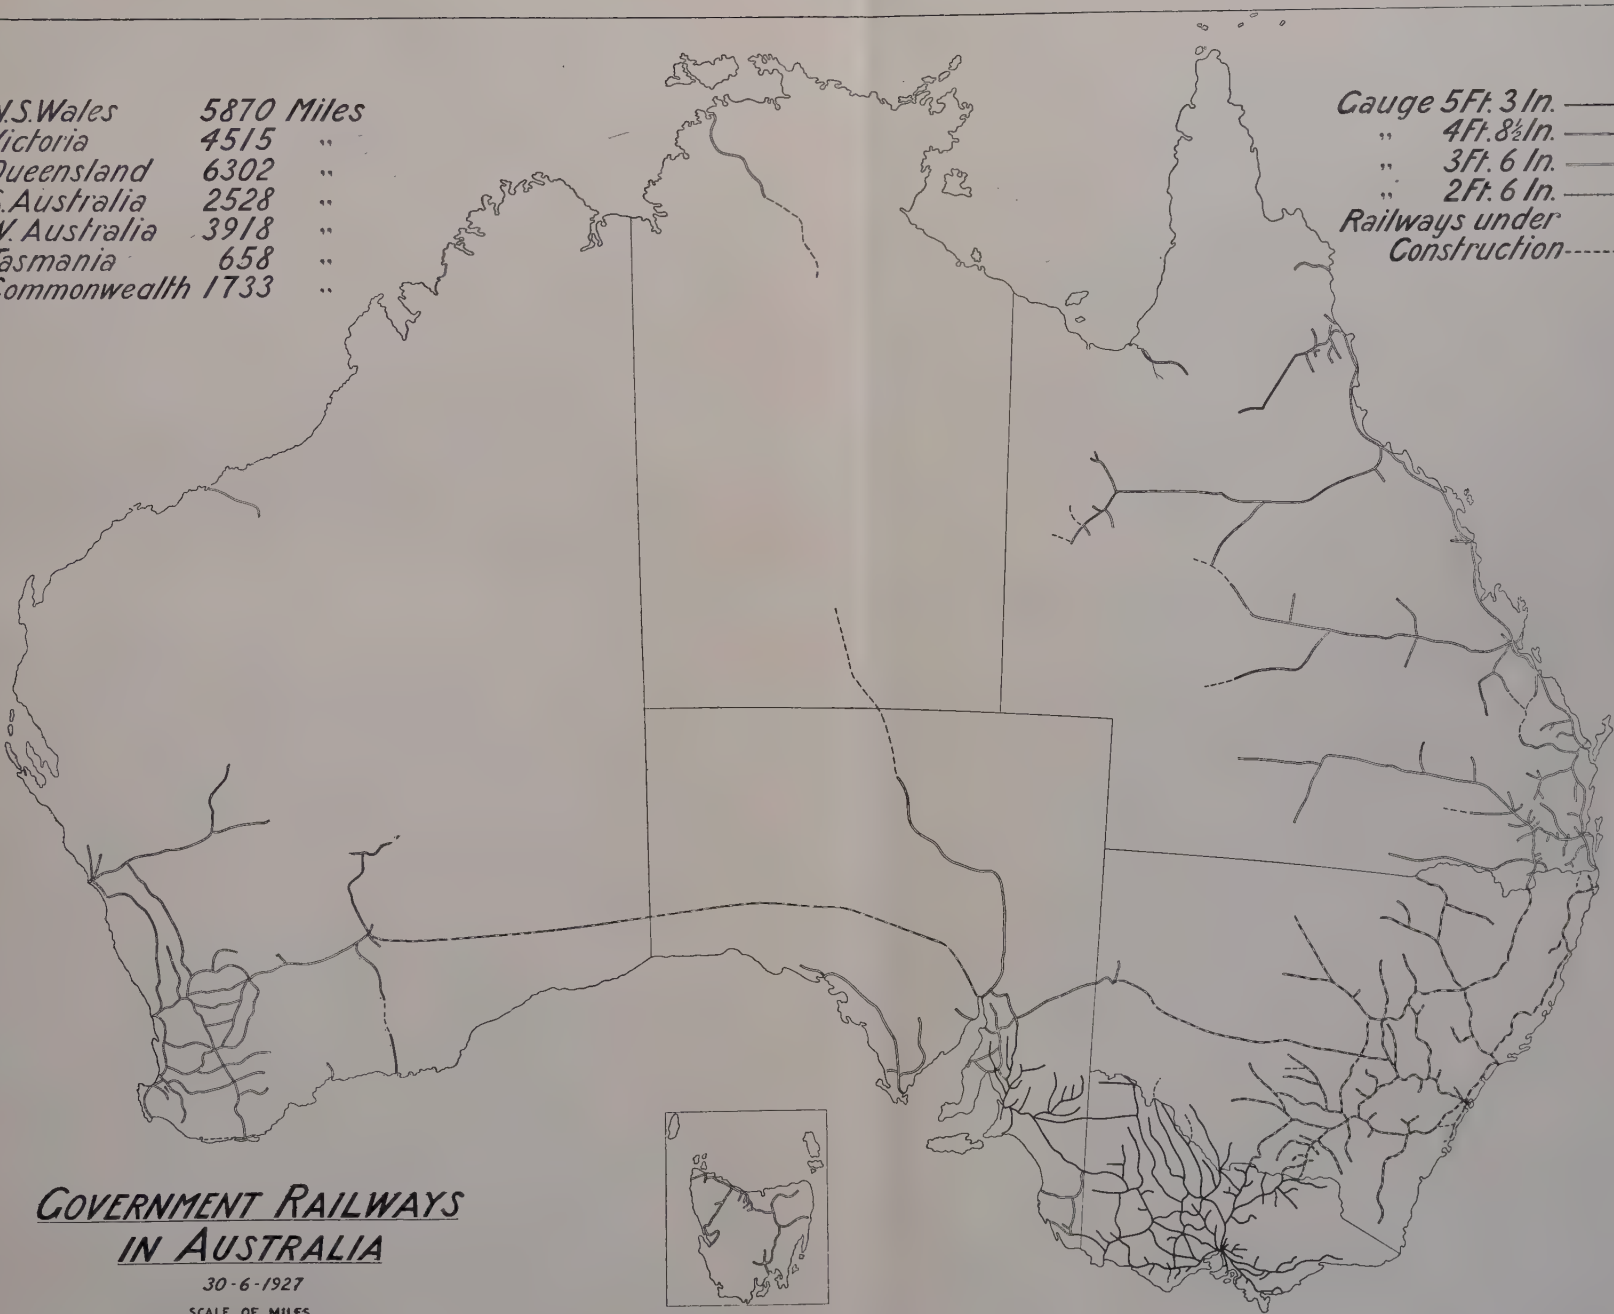 N.S.Wales 5870 Miles
Victoria 4515 "
Queensland 6302 "
S.Australia 2528 "
W. Australia 3918 "
Tasmania 658 "
Commonwealth 1733 "
Gauge 5Ft. 3 In.
" 4Ft. 8½ In.
" 3Ft. 6 In.
" 2Ft. 6 In.
Railways under
Construction
GOVERNMENT RAILWAYS
IN AUSTRALIA
30-6-1927
SCALE OF MILES